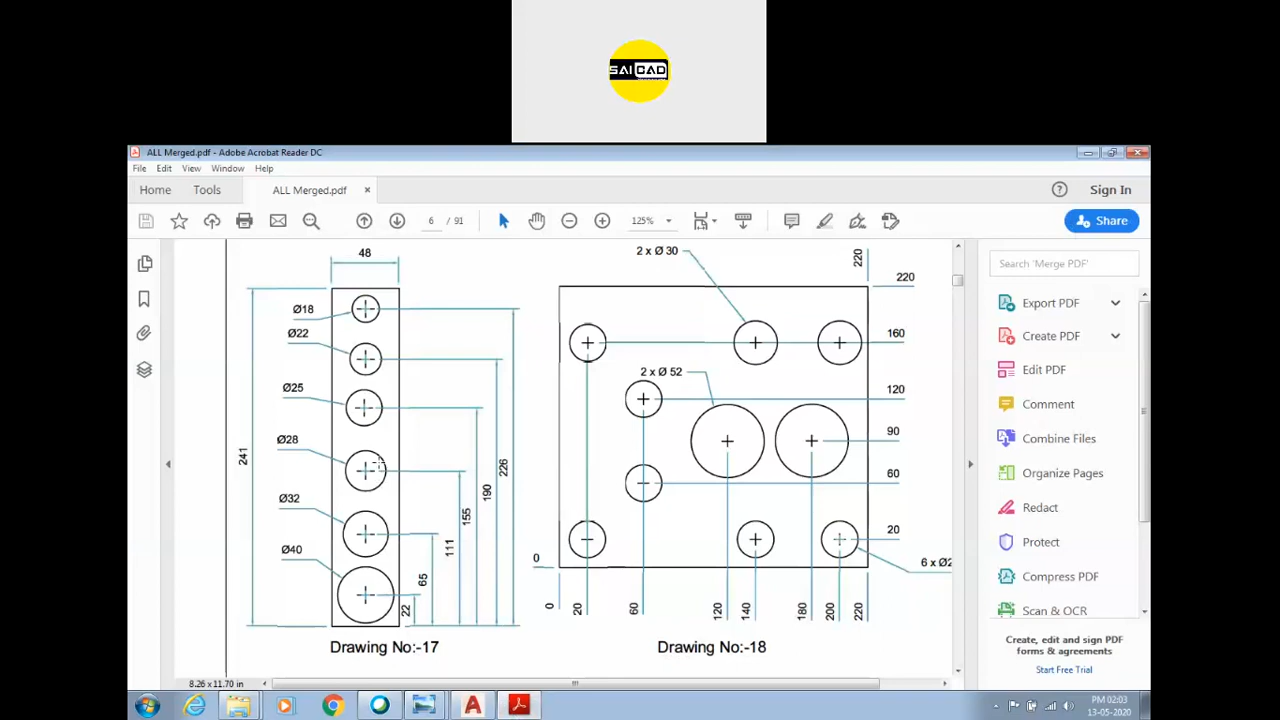 SAI CAD
ALL Merged.pdf - Adobe Acrobat Reader DC
File Edit View Window Help
Home Tools ALL Merged.pdf × ? Sign In
6 / 91 125% Share
48
Ø18
Ø22
Ø25
Ø28
Ø32
Ø40
241
22
65
111
155
190
226
Drawing No:-17
2 x Ø 30
220
220
160
2 x Ø 52
120
90
60
20
6 x Ø2
0
0
20
60
120
140
180
200
220
Drawing No:-18
8.26 x 11.70 in
Search 'Merge PDF'
Export PDF
Create PDF
Edit PDF
Comment
Combine Files
Organize Pages
Redact
Protect
Compress PDF
Scan & OCR
Create, edit and sign PDF
forms & agreements
Start Free Trial
PM 02:03
13-05-2020